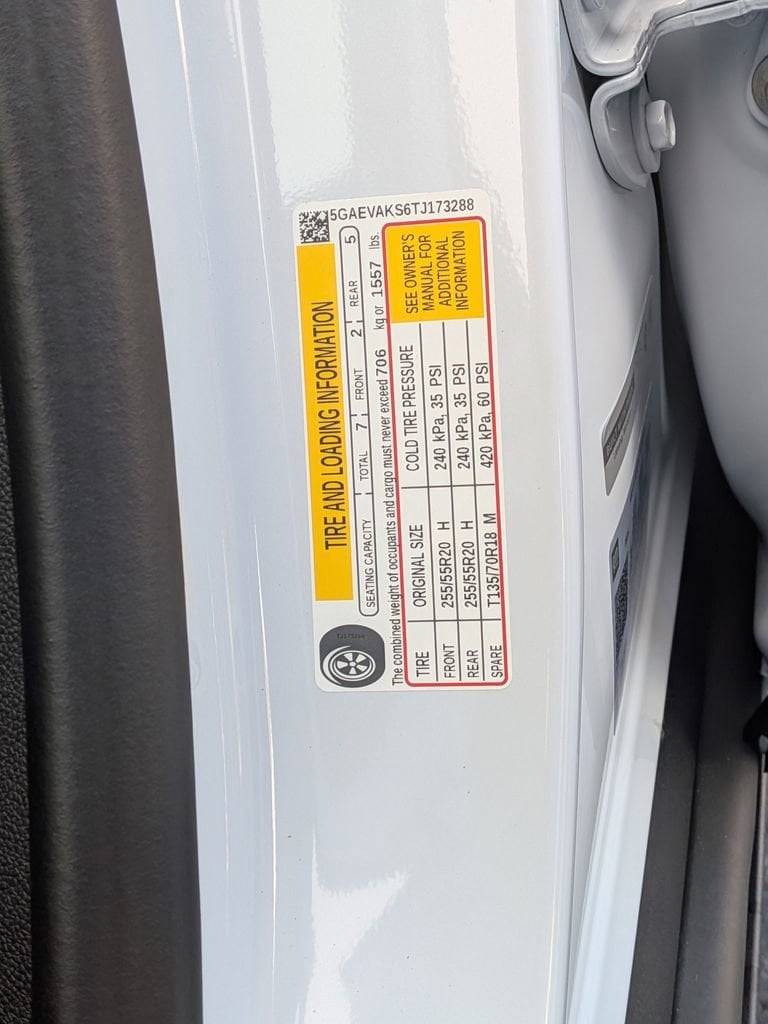 5GAEVAKS6TJ173288
TIRE AND LOADING INFORMATION
SEATING CAPACITY TOTAL 7 FRONT 2 REAR 5
The combined weight of occupants and cargo must never exceed 706 kg or 1557 lbs.
TIRE ORIGINAL SIZE COLD TIRE PRESSURE
FRONT 255/55R20 H 240 kPa, 35 PSI
REAR 255/55R20 H 240 kPa, 35 PSI
SPARE T135/70R18 M 420 kPa, 60 PSI
SEE OWNER'S
MANUAL FOR
ADDITIONAL
INFORMATION